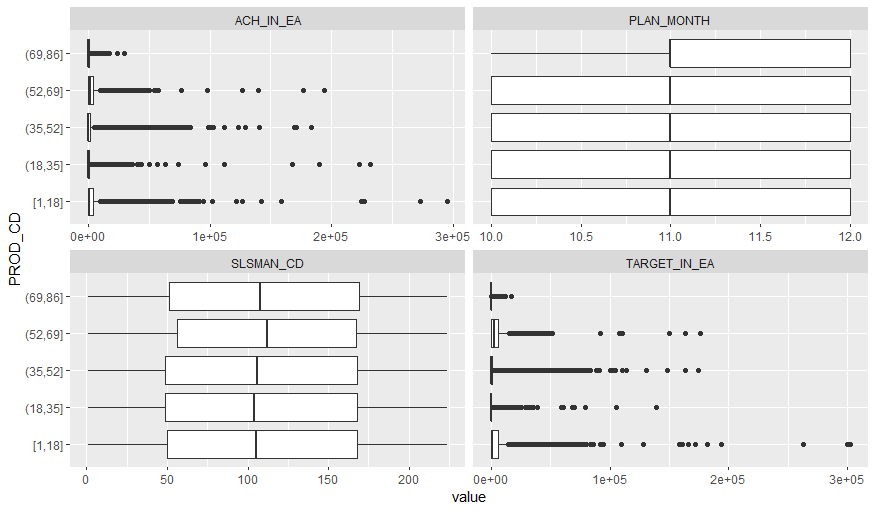 ACH_IN_EA PLAN_MONTH
(69,86]
(52,69]
(35,52]
(18,35]
[1,18]
0e+00 1e+05 2e+05 3e+05 10.0 10.5 11.0 11.5 12.0
PROD_CD
SLSMAN_CD TARGET_IN_EA
(69,86]
(52,69]
(35,52]
(18,35]
[1,18]
0 50 100 150 200 0e+00 1e+05 2e+05 3e+05
value